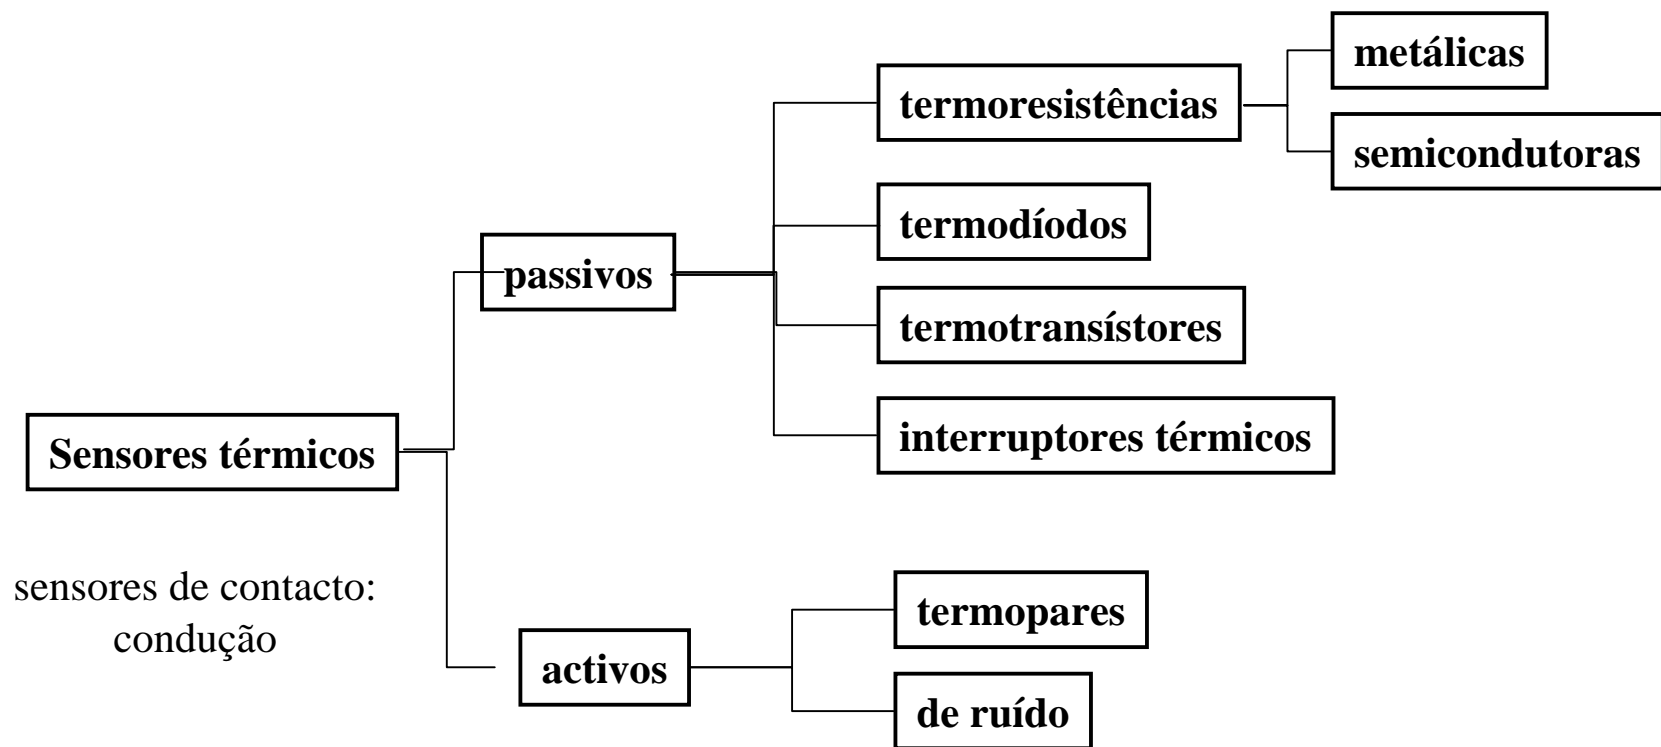 metálicas
termoresistências
semicondutoras
termodíodos
passivos
termotransístores
interruptores térmicos
Sensores térmicos
sensores de contacto:
condução
termopares
activos
de ruído